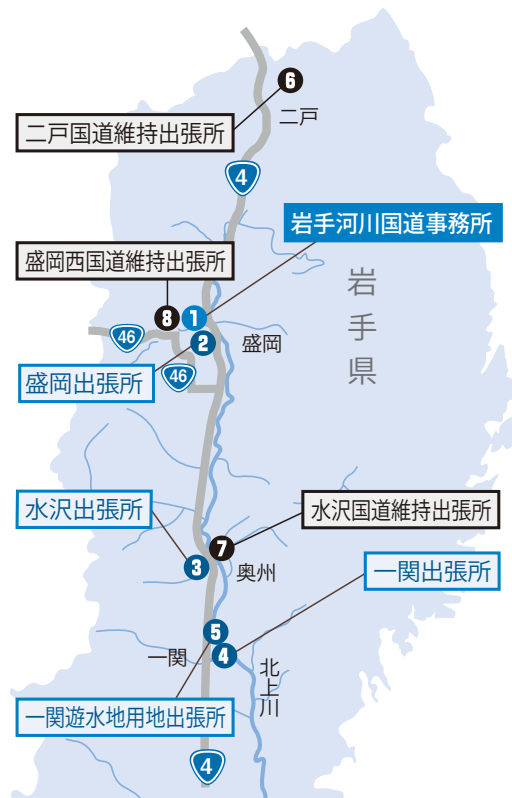 6
二戸
二戸国道維持出張所
4
岩手河川国道事務所
盛岡西国道維持出張所
岩手県
8
1
46
2
盛岡
盛岡出張所
46
水沢出張所
水沢国道維持出張所
7
3
奥州
一関出張所
5
4
一関
北上川
一関遊水地用地出張所
4